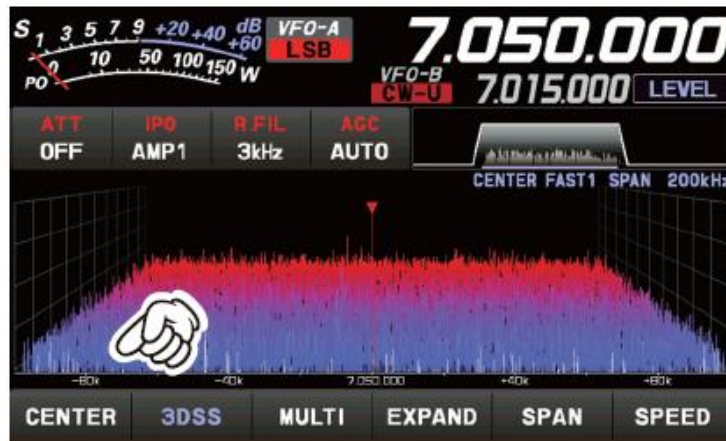 S 1 3 5 7 9 +20 +40 +60 dB
PO 0 10 50 100 150 W
VFO-A
LSB
7.050.000
VFO-B
CW-U
7.015.000
LEVEL
ATT IPO R.FIL AGC
OFF AMP1 3kHz AUTO
CENTER FAST1 SPAN 200kHz
-80k -40k 7.050.000 +40k +80k
CENTER 3DSS MULTI EXPAND SPAN SPEED